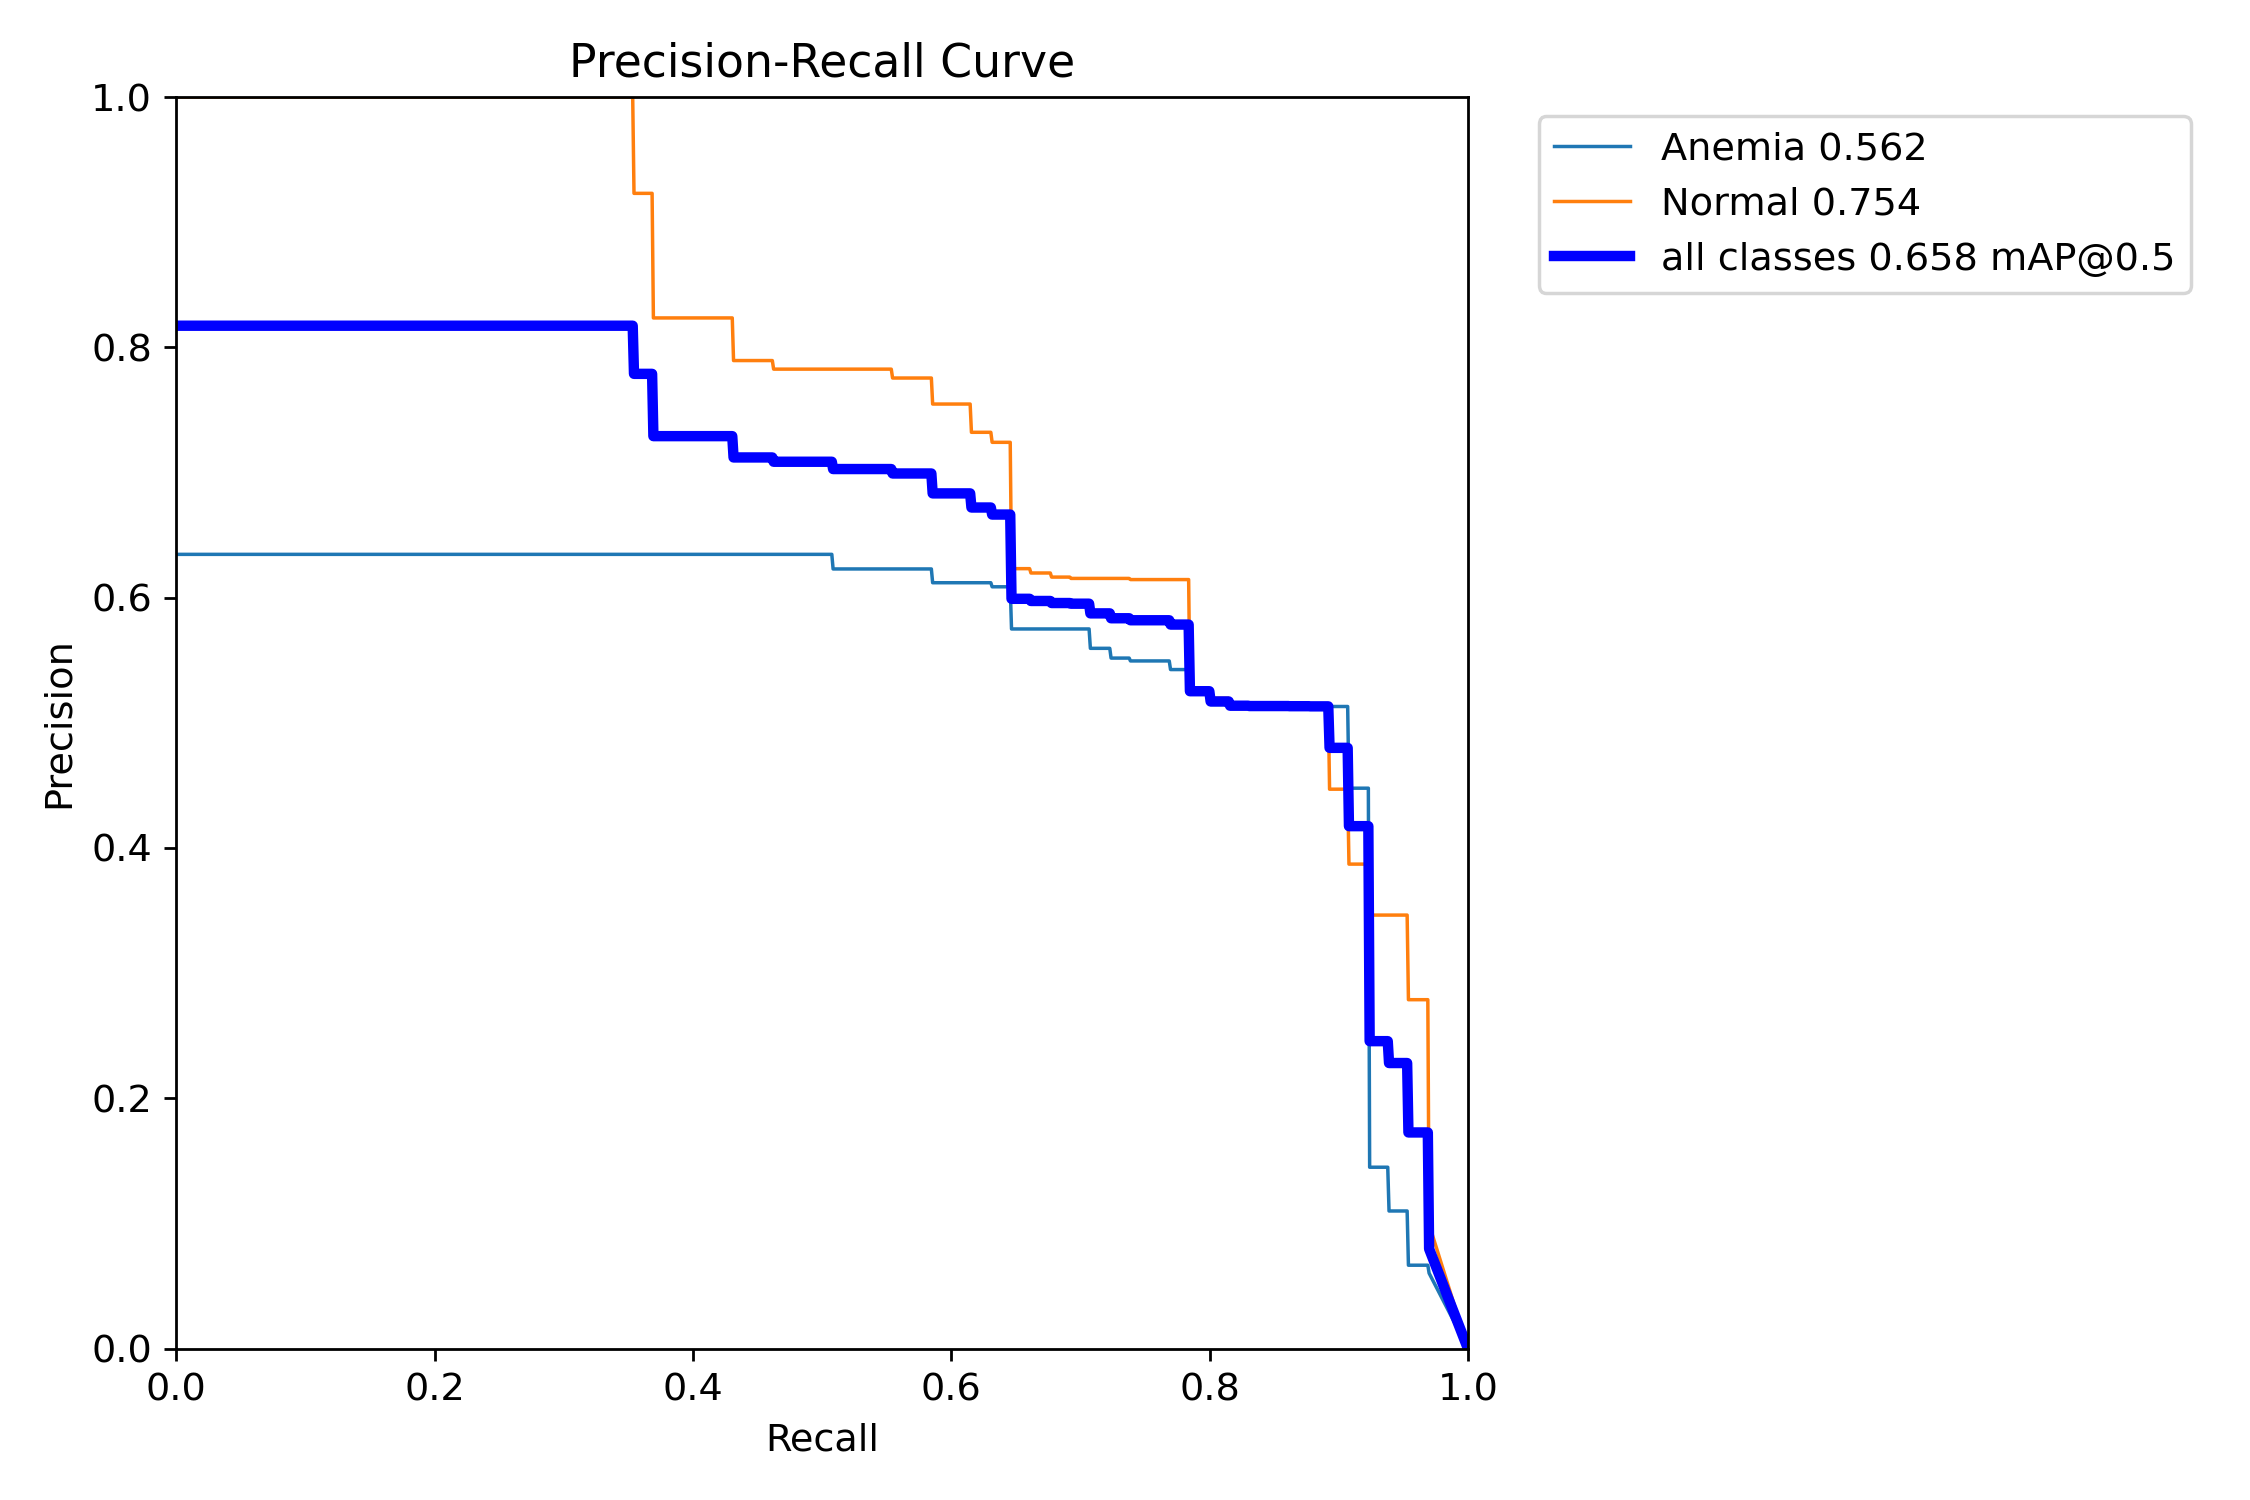 Precision-Recall Curve
1.0
0.8
0.6
0.4
0.2
0.0
Precision
0.0 0.2 0.4 0.6 0.8 1.0
Recall
Anemia 0.562
Normal 0.754
all classes 0.658 mAP@0.5